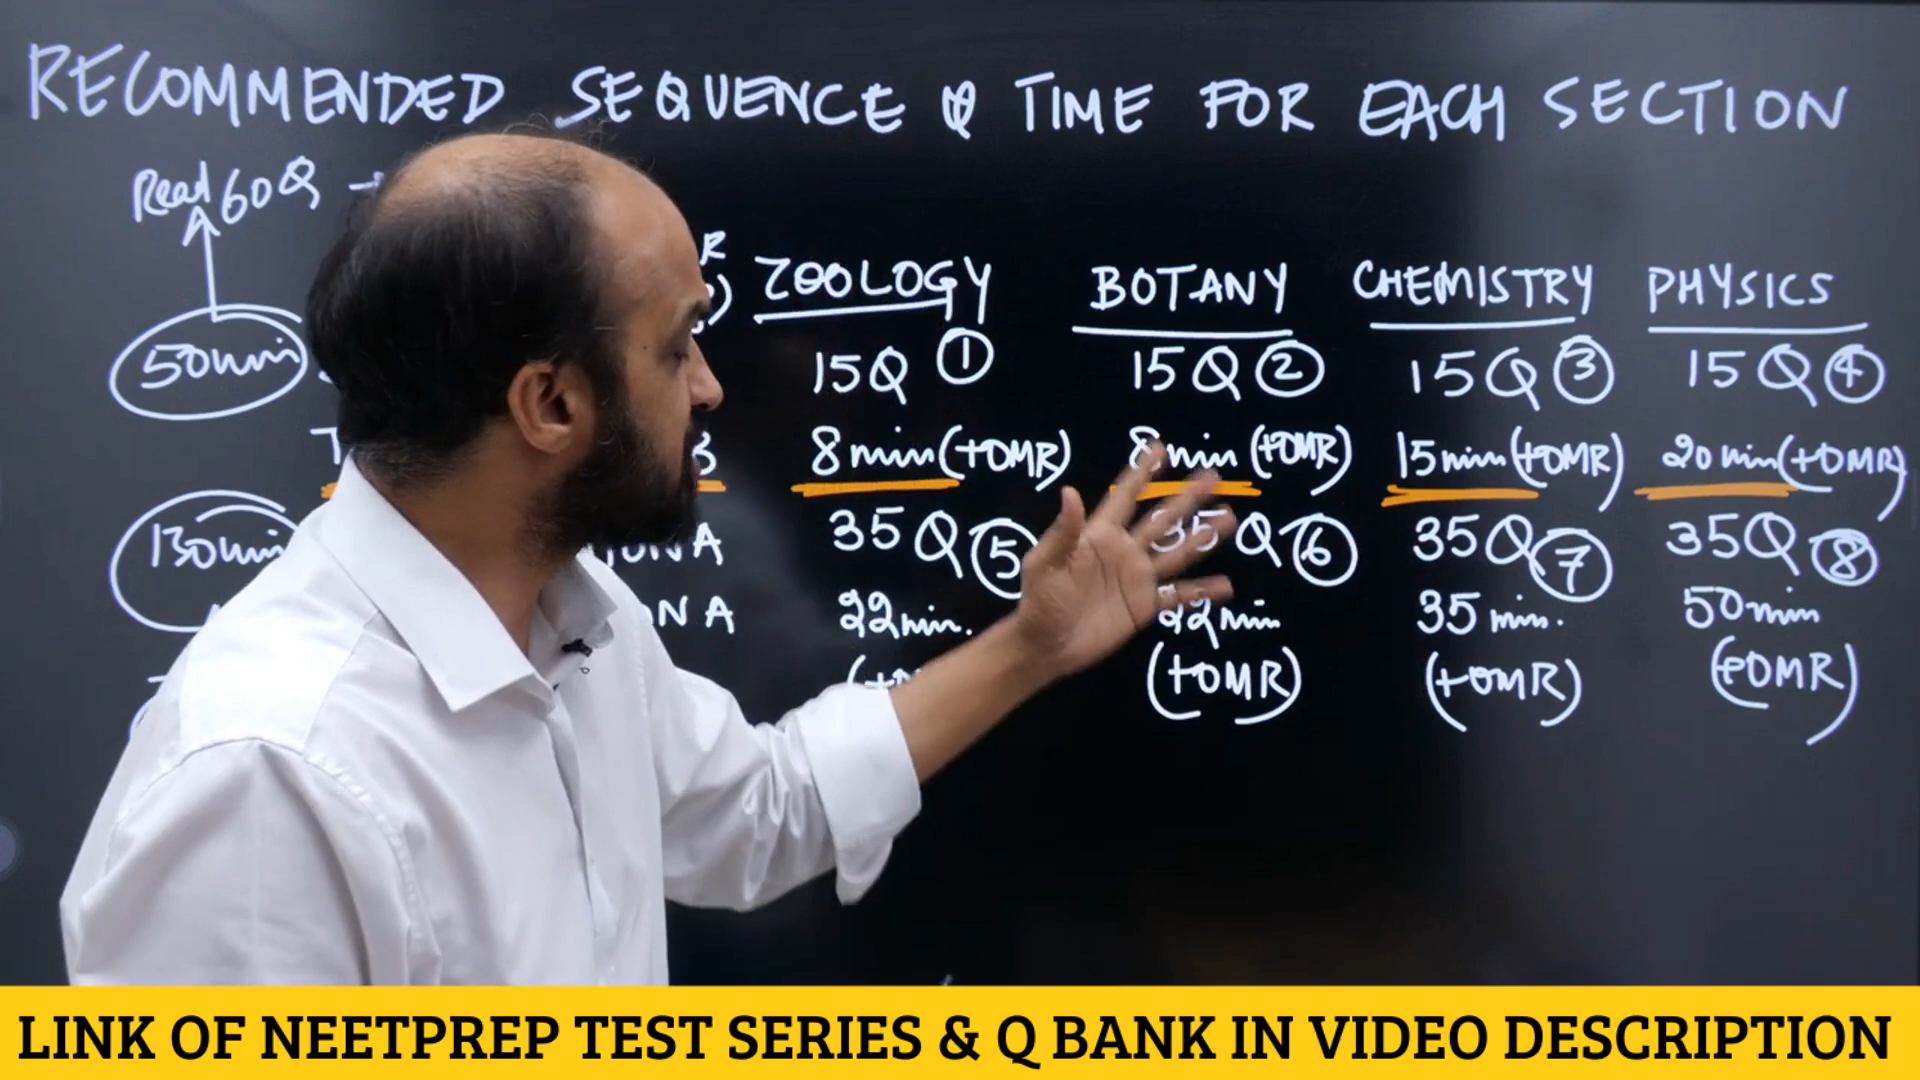 RECOMMENDED SEQUENCE & TIME FOR EACH SECTION
Read 60Q
ZOOLOGY BOTANY CHEMISTRY PHYSICS
50min 15Q ① 15Q ② 15Q ③ 15Q ④
8 min (+OMR) 8 min (+OMR) 15 min (+OMR) 20 min (+OMR)
130min A 35Q ⑤ 35Q ⑥ 35Q ⑦ 35Q ⑧
A 22 min. 22 min 35 min. 50 min
(+OMR) (+OMR) (+OMR)
LINK OF NEETPREP TEST SERIES & Q BANK IN VIDEO DESCRIPTION